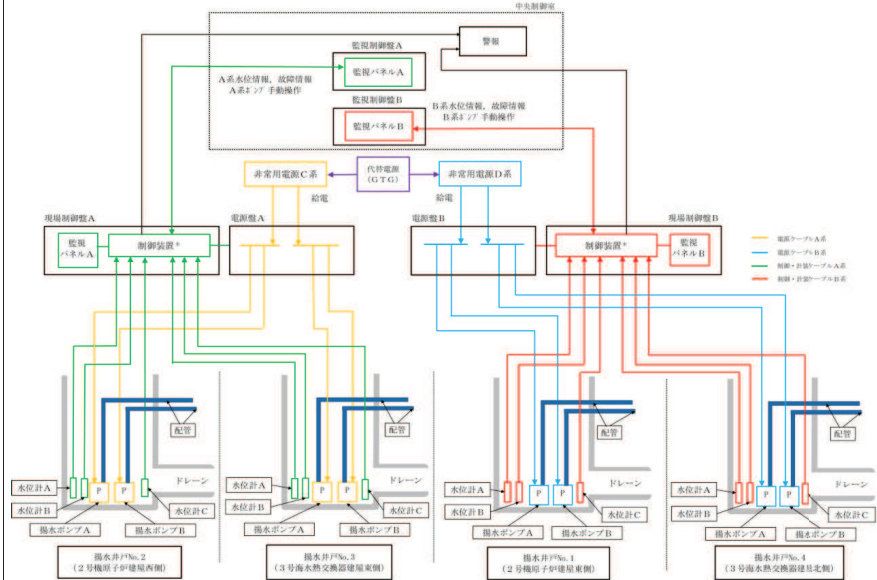 中央制御室
警報
監視制御盤A
監視パネルA
A系水位情報，故障情報
A系ポンプ手動操作
監視制御盤B
監視パネルB
B系水位情報，故障情報
B系ポンプ手動操作
非常用電源C系
代替電源
(GTG)
非常用電源D系
給電
給電
現場制御盤A
監視
パネルA
制御装置*
電源盤A
電源盤B
現場制御盤B
制御装置*
監視
パネルB
電源ケーブルA系
電源ケーブルB系
制御・計装ケーブルA系
制御・計装ケーブルB系
配管
ドレーン
水位計A
水位計B
水位計C
揚水ポンプA
揚水ポンプB
P
P
揚水井戸No.2
(2号機原子炉建屋西側)
配管
ドレーン
水位計A
水位計B
水位計C
揚水ポンプA
揚水ポンプB
P
P
揚水井戸No.3
(3号海水熱交換器建屋東側)
配管
ドレーン
水位計A
水位計B
水位計C
揚水ポンプA
揚水ポンプB
P
P
揚水井戸No.1
(2号機原子炉建屋東側)
配管
ドレーン
水位計A
水位計B
水位計C
揚水ポンプA
揚水ポンプB
P
P
揚水井戸No.4
(3号海水熱交換器建屋北側)